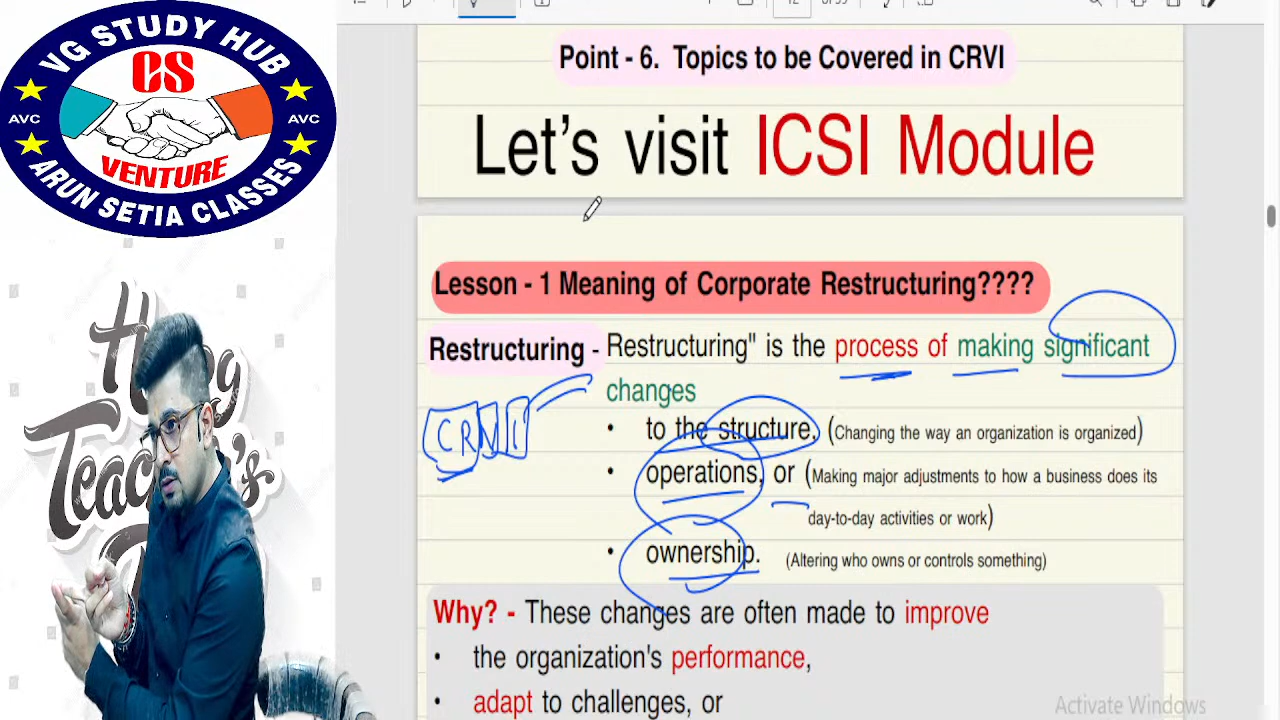 VG STUDY HUB
CS
AVC
AVC
VENTURE
ARUN SETIA CLASSES
Point - 6. Topics to be Covered in CRVI
Let's visit ICSI Module
Lesson - 1 Meaning of Corporate Restructuring????
Restructuring - Restructuring" is the process of making significant
changes
CRVI
• to the structure, (Changing the way an organization is organized)
• operations, or (Making major adjustments to how a business does its
day-to-day activities or work)
• ownership. (Altering who owns or controls something)
Why? - These changes are often made to improve
• the organization's performance,
• adapt to challenges, or
Activate Windows